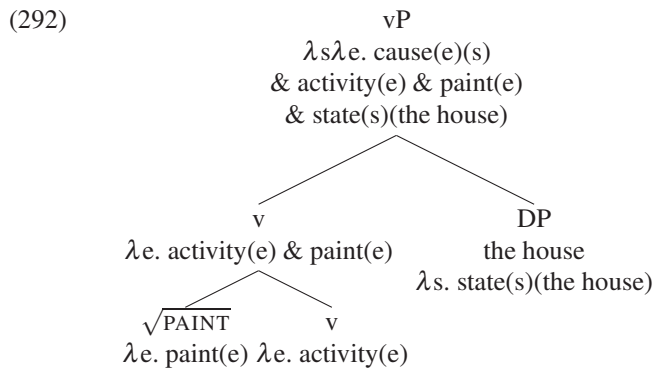 (292) vP
λsλe. cause(e)(s)
& activity(e) & paint(e)
& state(s)(the house)
v DP
λe. activity(e) & paint(e) the house
λs. state(s)(the house)
√PAINT v
λe. paint(e) λe. activity(e)